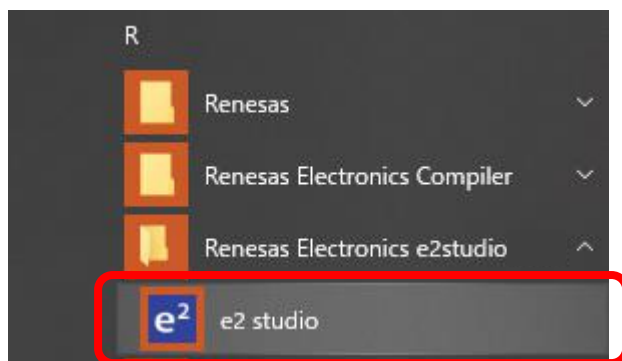 R
Renesas
Renesas Electronics Compiler
Renesas Electronics e2studio
e² e2 studio